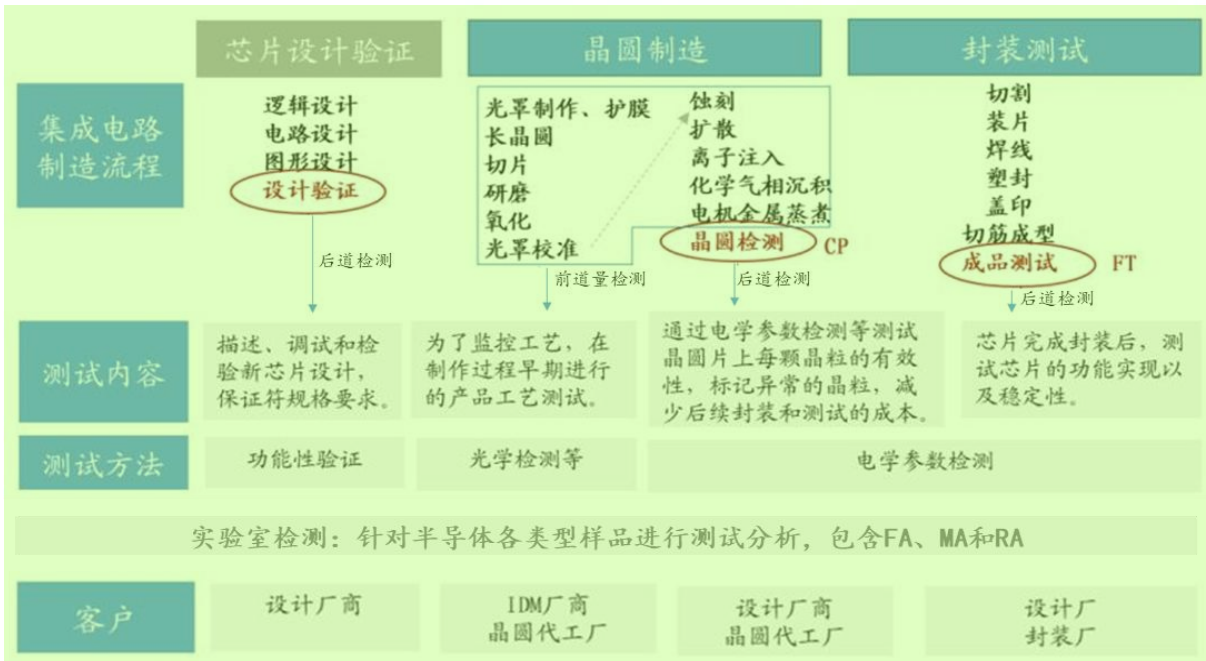 芯片设计验证
晶圆制造
封装测试
集成电路
制造流程
逻辑设计
电路设计
图形设计
设计验证
后道检测
光罩制作、护膜
长晶圆
切片
研磨
氧化
光罩校准
前道量检测
蚀刻
扩散
离子注入
化学气相沉积
电机金属蒸煮
晶圆检测
CP
后道检测
切割
装片
焊线
塑封
盖印
切筋成型
成品测试
FT
后道检测
测试内容
描述、调试和检
验新芯片设计，
保证符规格要求。
为了监控工艺，在
制作过程早期进行
的产品工艺测试。
通过电学参数检测等测试
晶圆片上每颗晶粒的有效
性，标记异常的晶粒，减
少后续封装和测试的成本。
芯片完成封装后，测
试芯片的功能实现以
及稳定性。
测试方法
功能性验证
光学检测等
电学参数检测
实验室检测：针对半导体各类型样品进行测试分析，包含FA、MA和RA
客户
设计厂商
IDM厂商
晶圆代工厂
设计厂商
晶圆代工厂
设计厂
封装厂